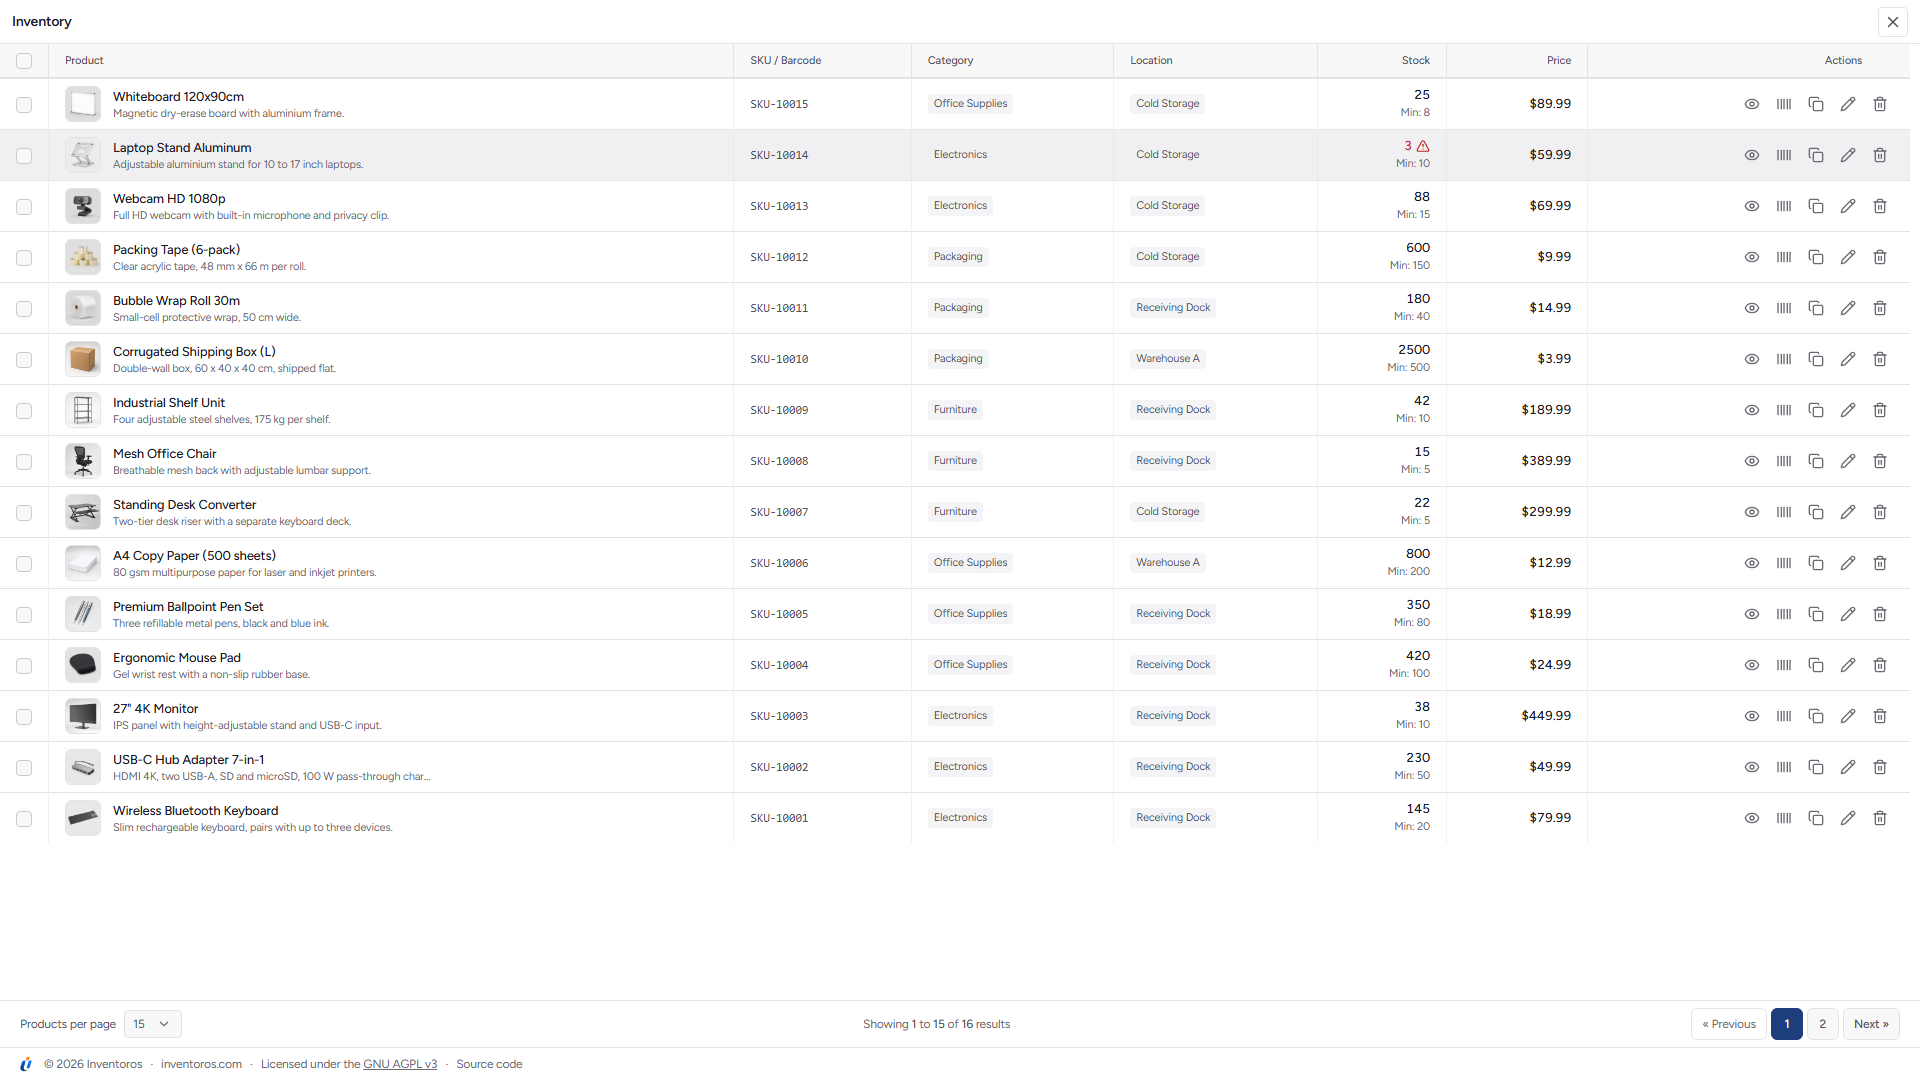 Inventory
Product SKU / Barcode Category Location Stock Price Actions
Whiteboard 120x90cm
Magnetic dry-erase board with aluminium frame.
SKU-10015 Office Supplies Cold Storage 25 Min: 8 $89.99
Laptop Stand Aluminum
Adjustable aluminium stand for 10 to 17 inch laptops.
SKU-10014 Electronics Cold Storage 3 Min: 10 $59.99
Webcam HD 1080p
Full HD webcam with built-in microphone and privacy clip.
SKU-10013 Electronics Cold Storage 88 Min: 15 $69.99
Packing Tape (6-pack)
Clear acrylic tape, 48 mm x 66 m per roll.
SKU-10012 Packaging Cold Storage 600 Min: 150 $9.99
Bubble Wrap Roll 30m
Small-cell protective wrap, 50 cm wide.
SKU-10011 Packaging Receiving Dock 180 Min: 40 $14.99
Corrugated Shipping Box (L)
Double-wall box, 60 x 40 x 40 cm, shipped flat.
SKU-10010 Packaging Warehouse A 2500 Min: 500 $3.99
Industrial Shelf Unit
Four adjustable steel shelves, 175 kg per shelf.
SKU-10009 Furniture Receiving Dock 42 Min: 10 $189.99
Mesh Office Chair
Breathable mesh back with adjustable lumbar support.
SKU-10008 Furniture Receiving Dock 15 Min: 5 $389.99
Standing Desk Converter
Two-tier desk riser with a separate keyboard deck.
SKU-10007 Furniture Cold Storage 22 Min: 5 $299.99
A4 Copy Paper (500 sheets)
80 gsm multipurpose paper for laser and inkjet printers.
SKU-10006 Office Supplies Warehouse A 800 Min: 200 $12.99
Premium Ballpoint Pen Set
Three refillable metal pens, black and blue ink.
SKU-10005 Office Supplies Receiving Dock 350 Min: 80 $18.99
Ergonomic Mouse Pad
Gel wrist rest with a non-slip rubber base.
SKU-10004 Office Supplies Receiving Dock 420 Min: 100 $24.99
27" 4K Monitor
IPS panel with height-adjustable stand and USB-C input.
SKU-10003 Electronics Receiving Dock 38 Min: 10 $449.99
USB-C Hub Adapter 7-in-1
HDMI 4K, two USB-A, SD and microSD, 100 W pass-through char...
SKU-10002 Electronics Receiving Dock 230 Min: 50 $49.99
Wireless Bluetooth Keyboard
Slim rechargeable keyboard, pairs with up to three devices.
SKU-10001 Electronics Receiving Dock 145 Min: 20 $79.99
Products per page 15 Showing 1 to 15 of 16 results « Previous 1 2 Next »
© 2026 Inventoros · inventoros.com · Licensed under the GNU AGPL v3 · Source code